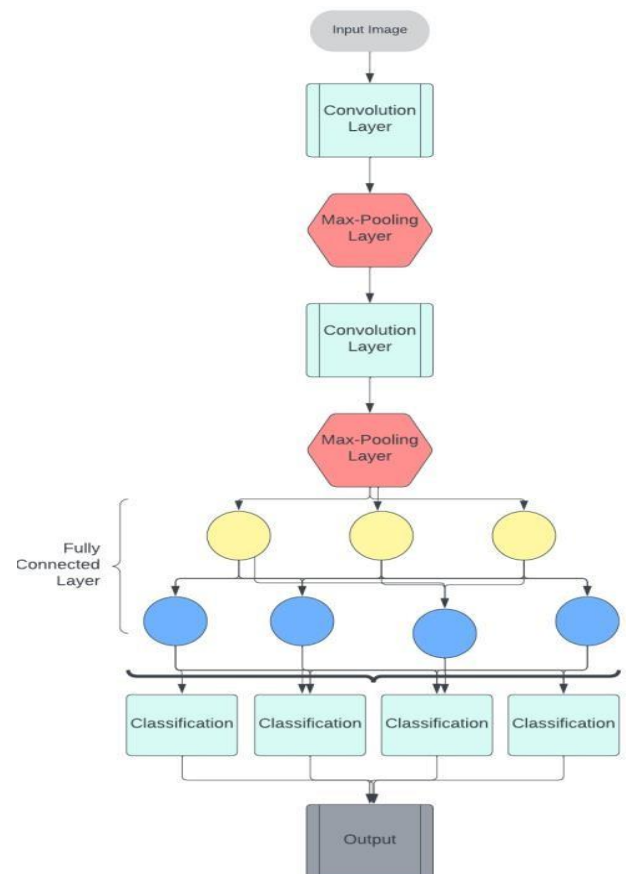 Input Image
Convolution
Layer
Max-Pooling
Layer
Convolution
Layer
Max-Pooling
Layer
Fully
Connected
Layer
Classification
Classification
Classification
Classification
Output